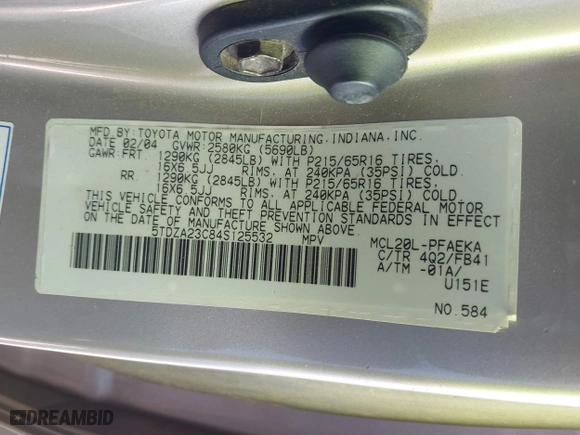 MFD.BY:TOYOTA MOTOR MANUFACTURING,INDIANA,INC.
DATE 02/04 GVWR:2580KG (5690LB)
GAWR:FRT 1290KG (2845LB) WITH P215/65R16 TIRES,
16X6.5JJ RIMS, AT 240KPA (35PSI) COLD.
RR 1290KG (2845LB) WITH P215/65R16 TIRES,
16X6.5JJ RIMS, AT 240KPA (35PSI) COLD.
THIS VEHICLE CONFORMS TO ALL APPLICABLE FEDERAL MOTOR
VEHICLE SAFETY AND THEFT PREVENTION STANDARDS IN EFFECT
ON THE DATE OF MANUFACTURE SHOWN ABOVE.
5TDZA23C84S125532 MPV MCL20L-PFAEKA
C/TR 4Q2/FB41
A/TM -01A/
U151E
NO.584
DREAMBID